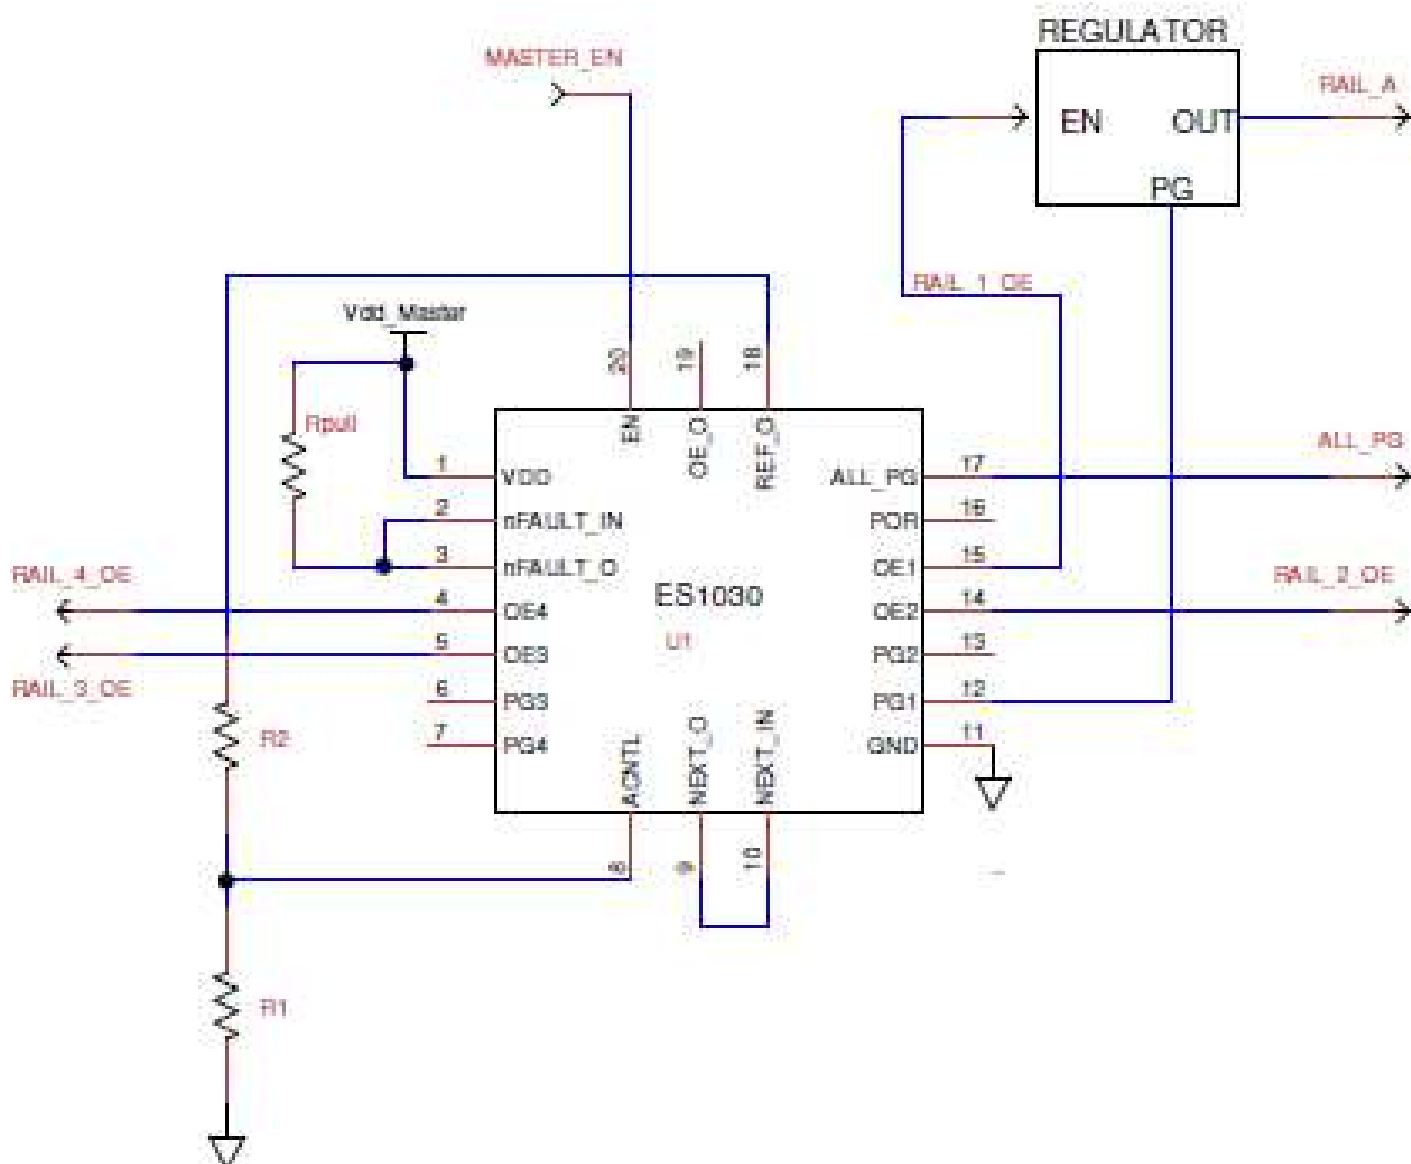 REGULATOR
MASTER_EN
RAIL_A
EN
OUT
PG
RAIL_1_OE
Vdd_Master
20
19
18
Rpull
EN
OE_O
REF_O
ALL_PG
1
VDD
ALL_PG
17
2
nFAULT_IN
POR
16
3
nFAULT_O
OE1
15
RAIL_4_OE
ES1030
RAIL_2_OE
4
OE4
OE2
14
U1
5
OE3
PG2
13
RAIL_3_OE
6
PG3
PG1
12
R2
7
PG4
GND
11
ACNTL
NEXT_O
NEXT_IN
8
9
10
R1